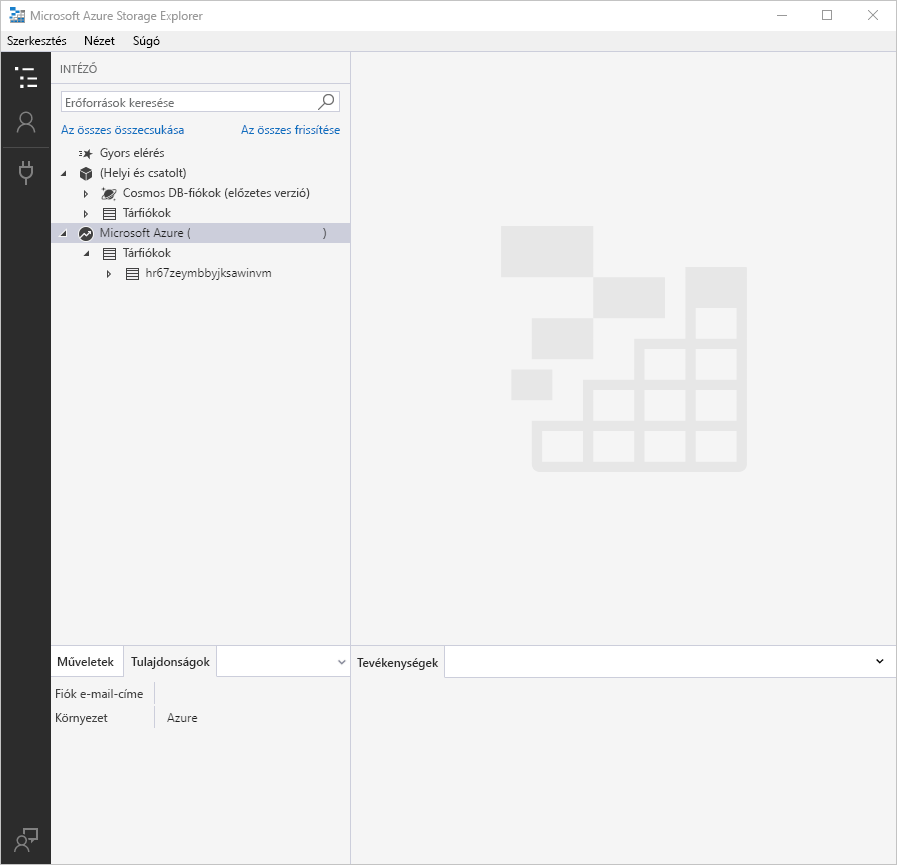 Microsoft Azure Storage Explorer
Szerkesztés Nézet Súgó
INTÉZŐ
Erőforrások keresése
Az összes összecsukása Az összes frissítése
Gyors elérés
(Helyi és csatolt)
Cosmos DB-fiókok (előzetes verzió)
Tárfiókok
Microsoft Azure ( )
Tárfiókok
hr67zeymbbyjksawinvm
Műveletek Tulajdonságok
Fiók e-mail-címe
Környezet Azure
Tevékenységek